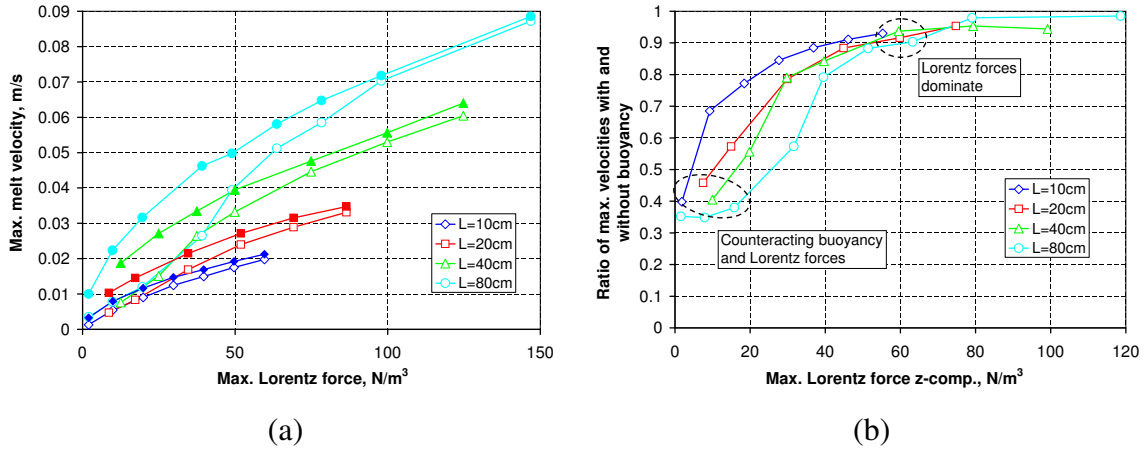 0.09
0.08
0.07
0.06
0.05
0.04
0.03
0.02
0.01
0
Max. melt velocity, m/s
L=10cm
L=20cm
L=40cm
L=80cm
0 50 100 150
Max. Lorentz force, N/m³
(a)
1
0.9
0.8
0.7
0.6
0.5
0.4
0.3
0.2
0.1
0
Ratio of max. velocities with and
without buoyancy
Lorentz forces
dominate
Counteracting buoyancy
and Lorentz forces
L=10cm
L=20cm
L=40cm
L=80cm
0 20 40 60 80 100 120
Max. Lorentz force z-comp., N/m³
(b)